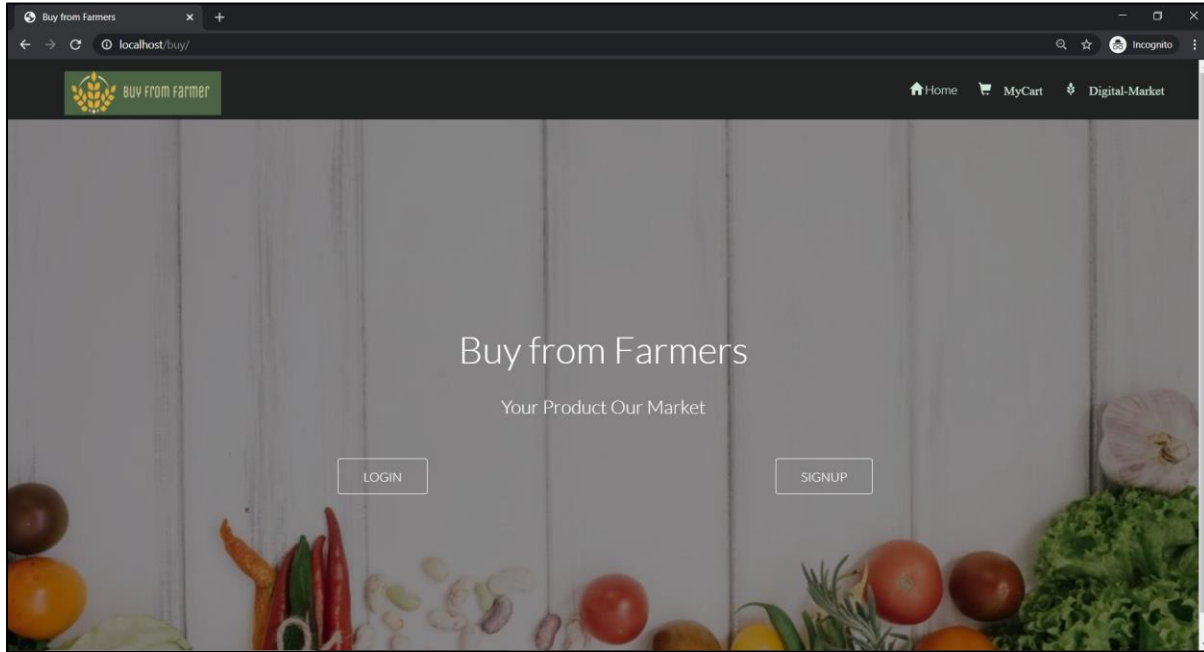 Buy from Farmers
localhost/buy/
Incognito
BUY FROM FARMER
Home MyCart Digital-Market
Buy from Farmers
Your Product Our Market
LOGIN SIGNUP